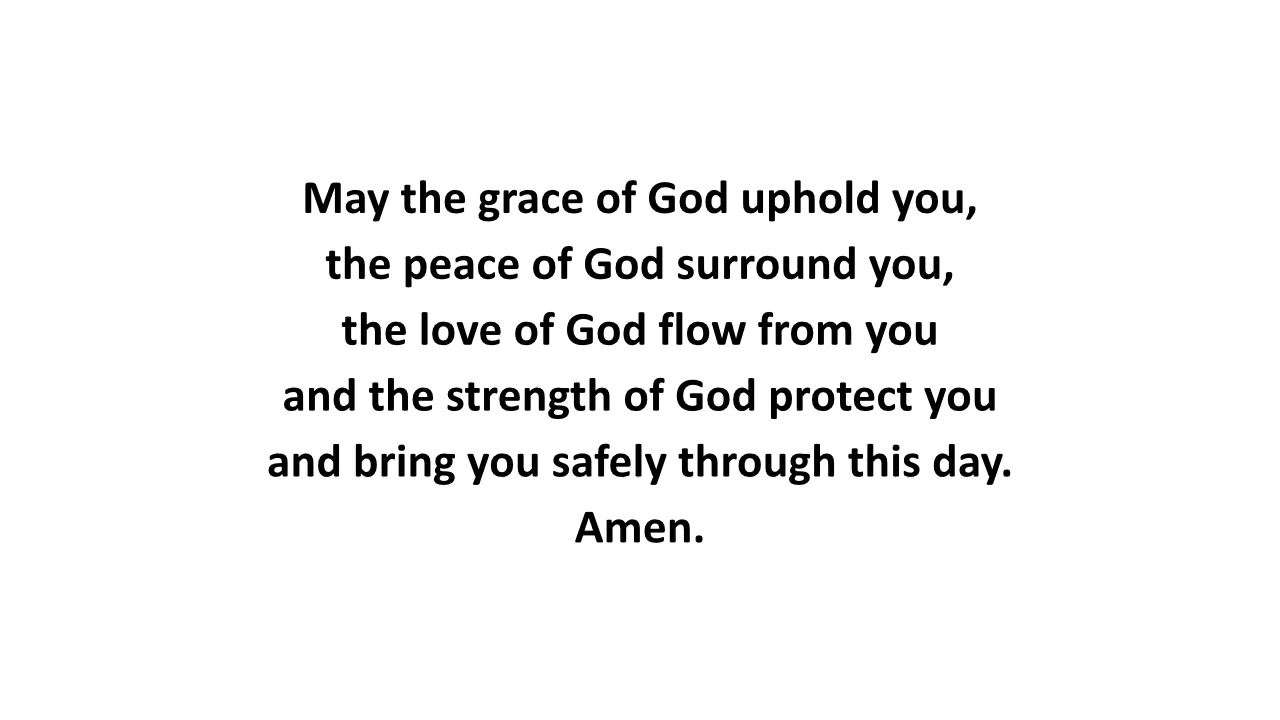 May the grace of God uphold you,
the peace of God surround you,
the love of God flow from you
and the strength of God protect you
and bring you safely through this day.
Amen.